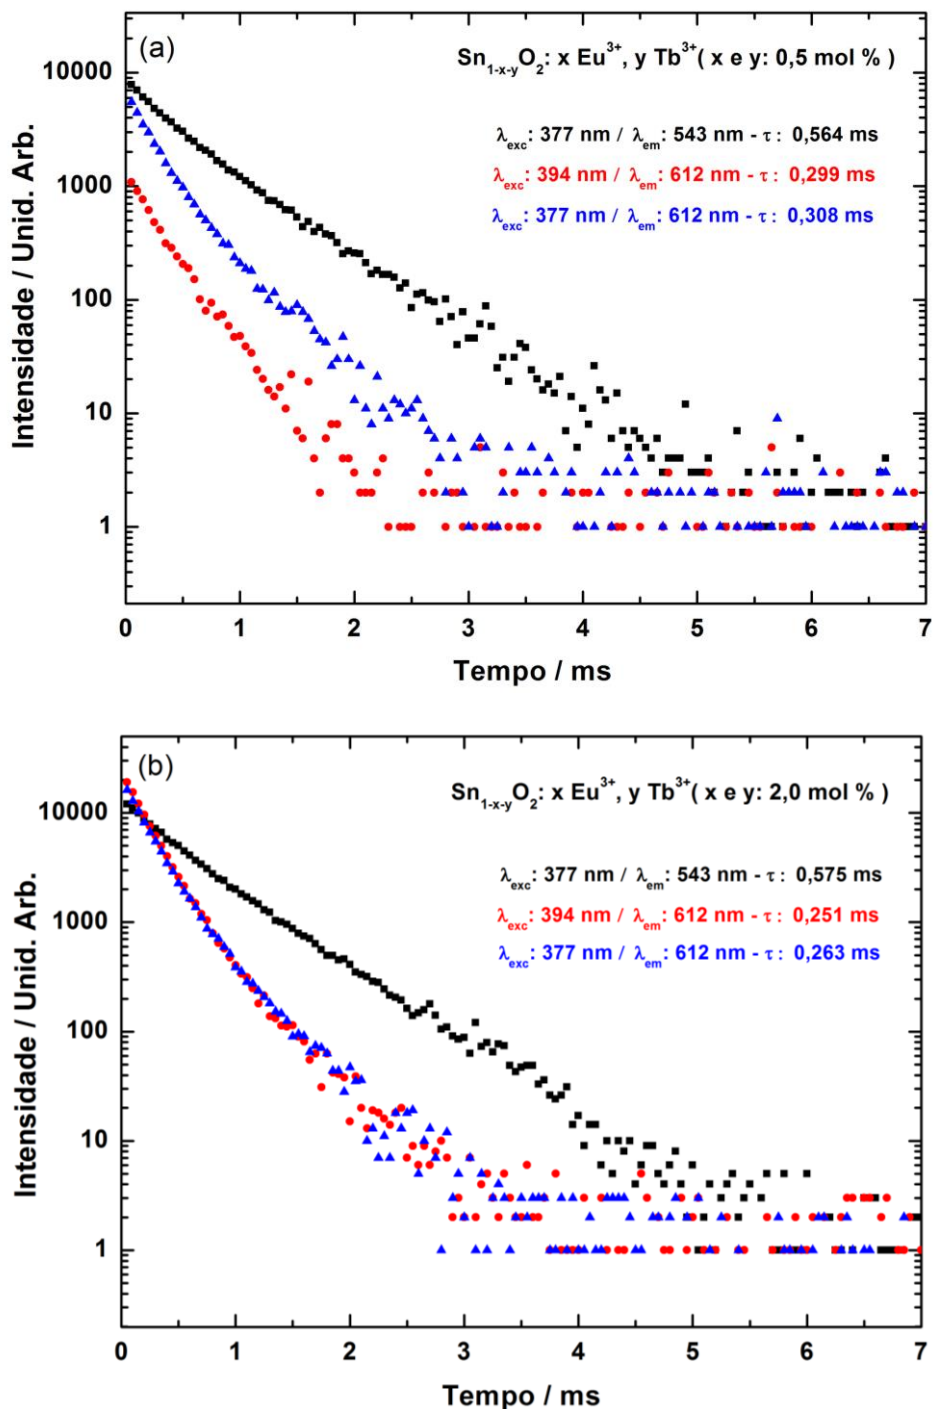 (a)
Sn1-x-yO2: x Eu3+, y Tb3+( x e y: 0,5 mol % )
λexc: 377 nm / λem: 543 nm - τ : 0,564 ms
λexc: 394 nm / λem: 612 nm - τ : 0,299 ms
λexc: 377 nm / λem: 612 nm - τ : 0,308 ms
Intensidade / Unid. Arb.
10000
1000
100
10
1
0 1 2 3 4 5 6 7
Tempo / ms
(b)
Sn1-x-yO2: x Eu3+, y Tb3+( x e y: 2,0 mol % )
λexc: 377 nm / λem: 543 nm - τ : 0,575 ms
λexc: 394 nm / λem: 612 nm - τ : 0,251 ms
λexc: 377 nm / λem: 612 nm - τ : 0,263 ms
Intensidade / Unid. Arb.
10000
1000
100
10
1
0 1 2 3 4 5 6 7
Tempo / ms